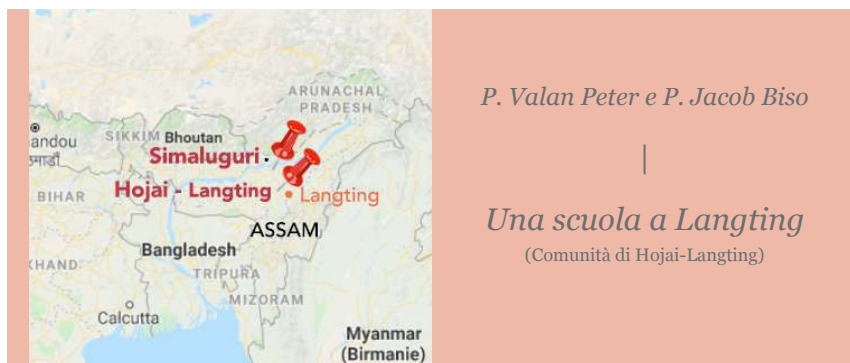 ARUNACHAL
PRADESH
andou
SIKKIM
Bhoutan
Simaluguri
BIHAR
Hojai - Langting
Langting
ASSAM
Bangladesh
KHAND
TRIPURA
MIZORAM
Calcutta
Myanmar
(Birmanie)
P. Valan Peter e P. Jacob Biso
|
Una scuola a Langting
(Comunità di Hojai-Langting)